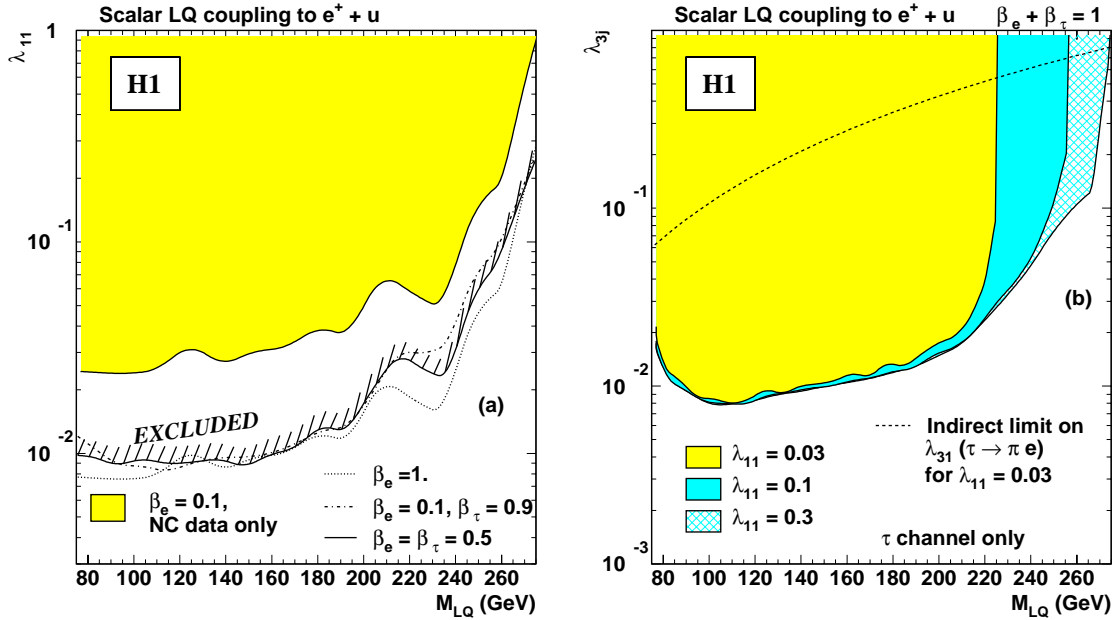 Scalar LQ coupling to e⁺ + u
λ₁₁
1
10⁻¹
10⁻²
H1
(a)
EXCLUDED
β_e = 0.1,
NC data only
β_e =1.
β_e = 0.1, β_τ = 0.9
β_e = β_τ = 0.5
80 100 120 140 160 180 200 220 240 260
M_LQ (GeV)
Scalar LQ coupling to e⁺ + u
β_e + β_τ = 1
λ_3j
10⁻¹
10⁻²
10⁻³
H1
(b)
Indirect limit on
λ₃₁ (τ → π e)
for λ₁₁ = 0.03
λ₁₁ = 0.03
λ₁₁ = 0.1
λ₁₁ = 0.3
τ channel only
80 100 120 140 160 180 200 220 240 260
M_LQ (GeV)